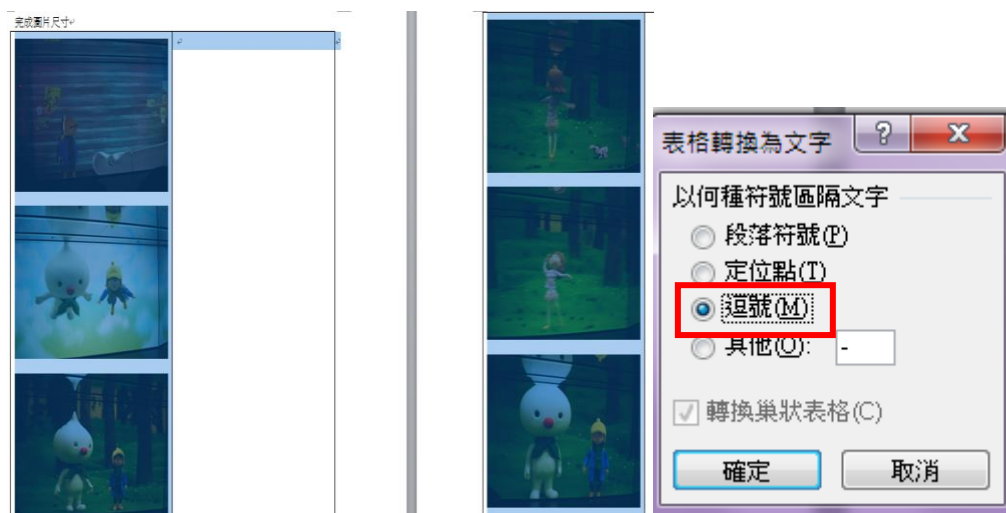 完成圖片尺寸
表格轉換為文字
以何種符號區隔文字
段落符號(P)
定位點(T)
逗號(M)
其他(O): -
轉換巢狀表格(C)
確定 取消